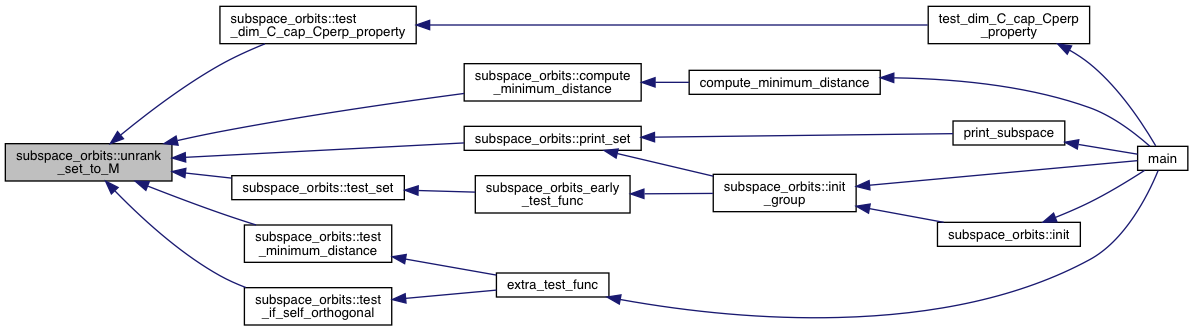 subspace_orbits::unrank
_set_to_M
subspace_orbits::test
_dim_C_cap_Cperp_property
test_dim_C_cap_Cperp
_property
subspace_orbits::compute
_minimum_distance
compute_minimum_distance
subspace_orbits::print_set
print_subspace
main
subspace_orbits::test_set
subspace_orbits_early
_test_func
subspace_orbits::init
_group
subspace_orbits::init
subspace_orbits::test
_minimum_distance
extra_test_func
subspace_orbits::test
_if_self_orthogonal